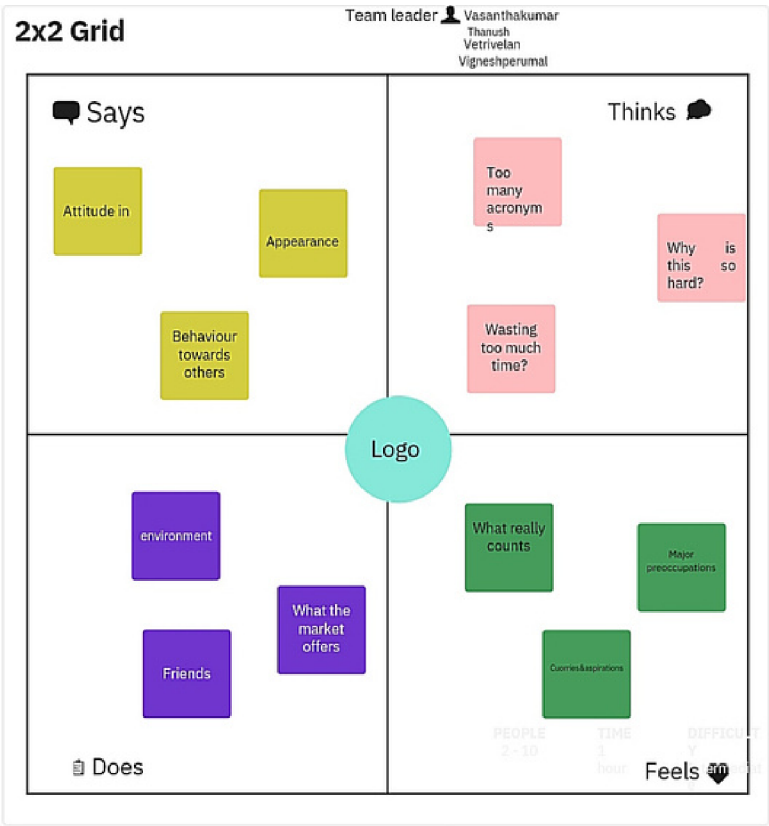 Team leader Vasanthakumar
2x2 Grid
Thanush
Vetrivelan
Vigneshperumal
Says
Thinks
Attitude in
Appearance
Behaviour
towards
others
Too
many
acronym
s
Why is
this so
hard?
Wasting
too much
time?
Logo
environment
What the
market
offers
Friends
What really
counts
Major
preoccupations
Cuorries&aspirations
PEOPLE
2 - 10
TIME
1
hour
DIFFICULT
Y
Does
Feels